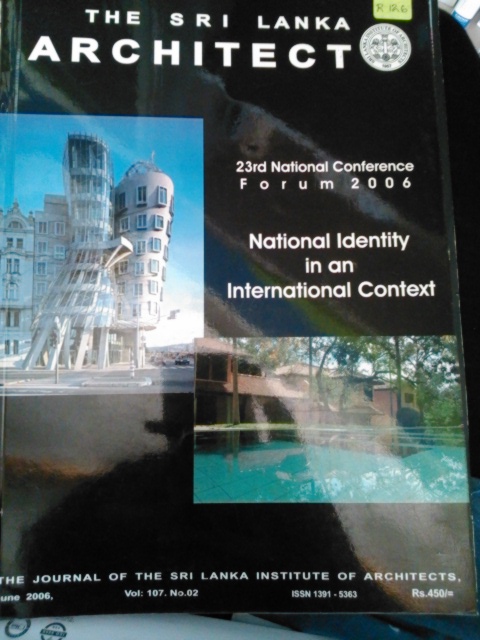 R 126
THE SRI LANKA
ARCHITECT
23rd National Conference
Forum 2006
National Identity
in an
International Context
THE JOURNAL OF THE SRI LANKA INSTITUTE OF ARCHITECTS,
une 2006, Vol: 107. No.02 ISSN 1391 - 5363 Rs.450/=